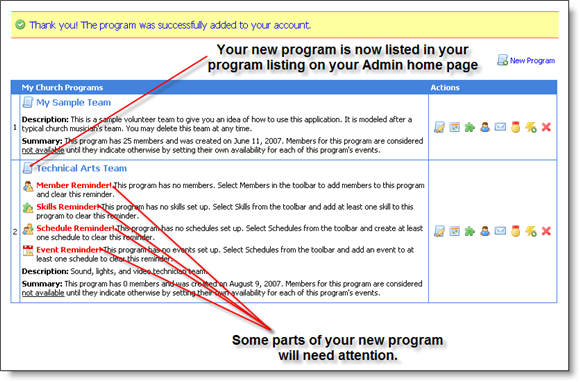 Thank you! The program was successfully added to your account.
Your new program is now listed in your
program listing on your Admin home page
New Program
My Church Programs
Actions
My Sample Team
Description: This is a sample volunteer team to give you an idea of how to use this application. It is modeled after a
typical church musician's team. You may delete this team at any time.
1
Summary: This program has 25 members and was created on June 11, 2007. Members for this program are considered
not available until they indicate otherwise by setting their own availability for each of this program's events.
Technical Arts Team
Member Reminder! This program has no members. Select Members in the toolbar to add members to this program
and clear this reminder.
Skills Reminder! This program has no skills set up. Select Skills from the toolbar and add at least one skill to this
program to clear this reminder.
2
Schedule Reminder! This program has no schedules set up. Select Schedules from the toolbar and create at least
one schedule to clear this reminder.
Event Reminder! This program has no events set up. Select Schedules from the toolbar and add an event to at
least one schedule to clear this reminder.
Description: Sound, lights, and video technician team.
Summary: This program has 0 members and was created on August 9, 2007. Members for this program are considered
not available until they indicate otherwise by setting their own availability for each of this program's events.
Some parts of your new program
will need attention.